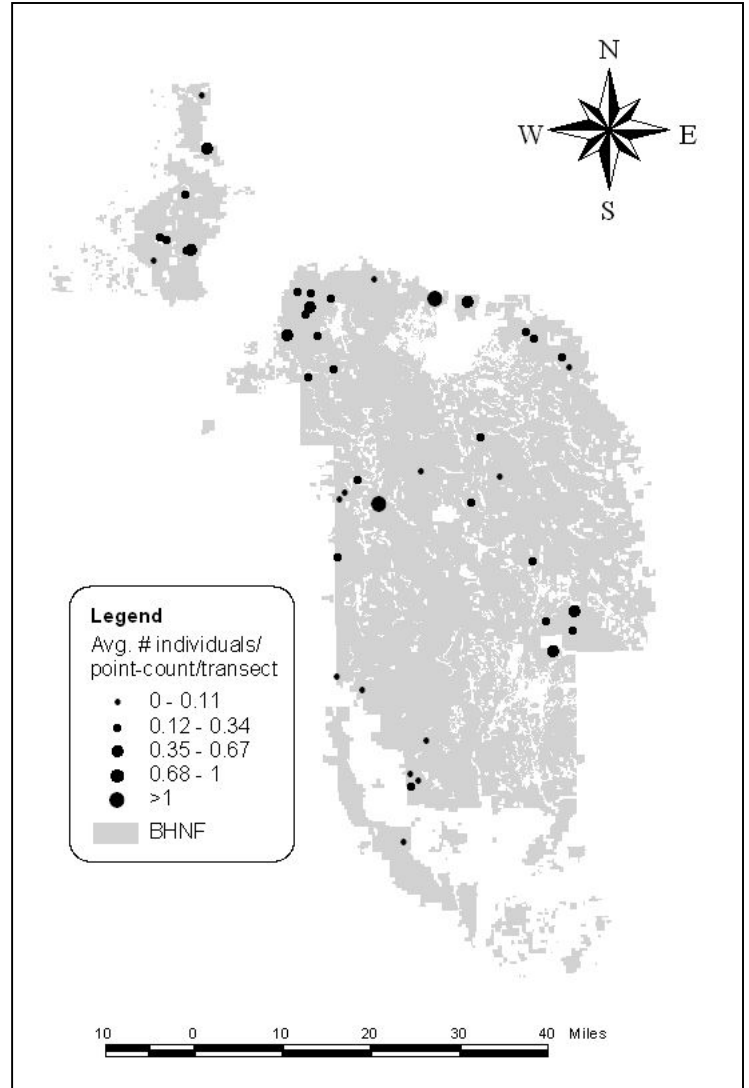 N
W E
S
Legend
Avg. # individuals/
point-count/transect
0 - 0.11
0.12 - 0.34
0.35 - 0.67
0.68 - 1
>1
BHNF
10 0 10 20 30 40 Miles